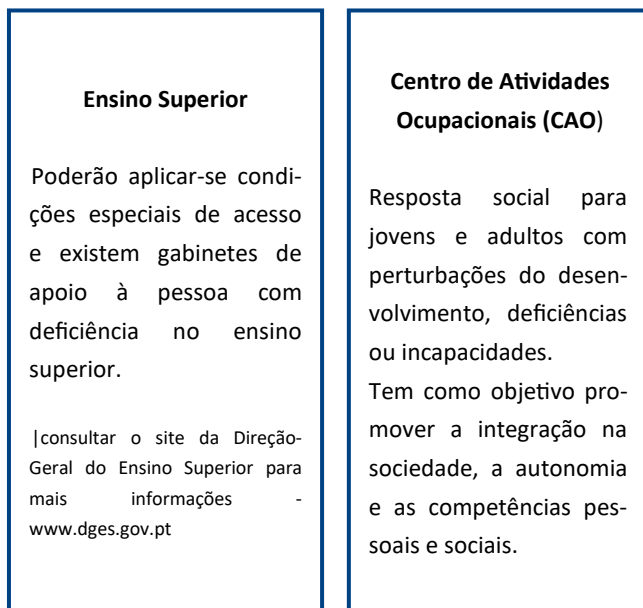 Ensino Superior
Poderão aplicar-se condi-
ções especiais de acesso
e existem gabinetes de
apoio à pessoa com
deficiência no ensino
superior.
|consultar o site da Direção-
Geral do Ensino Superior para
mais informações -
www.dges.gov.pt
Centro de Atividades
Ocupacionais (CAO)
Resposta social para
jovens e adultos com
perturbações do desen-
volvimento, deficiências
ou incapacidades.
Tem como objetivo pro-
mover a integração na
sociedade, a autonomia
e as competências pes-
soais e sociais.